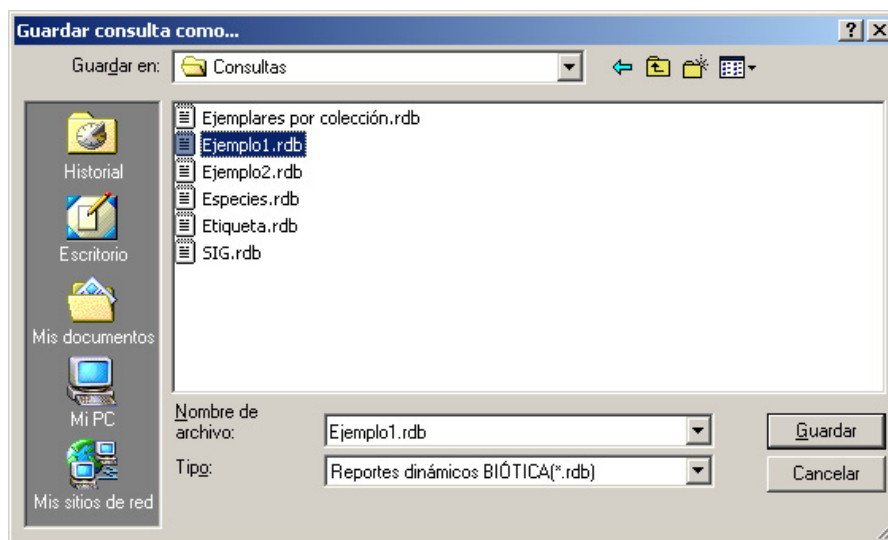 Guardar consulta como...
Guardar en:
Consultas
Historial
Escritorio
Mis documentos
Mi PC
Mis sitios de red
Ejemplares por colección.rdb
Ejemplo1.rdb
Ejemplo2.rdb
Especies.rdb
Etiqueta.rdb
SIG.rdb
Nombre de
archivo:
Ejemplo1.rdb
Guardar
Tipo:
Reportes dinámicos BIÓTICA(*.rdb)
Cancelar